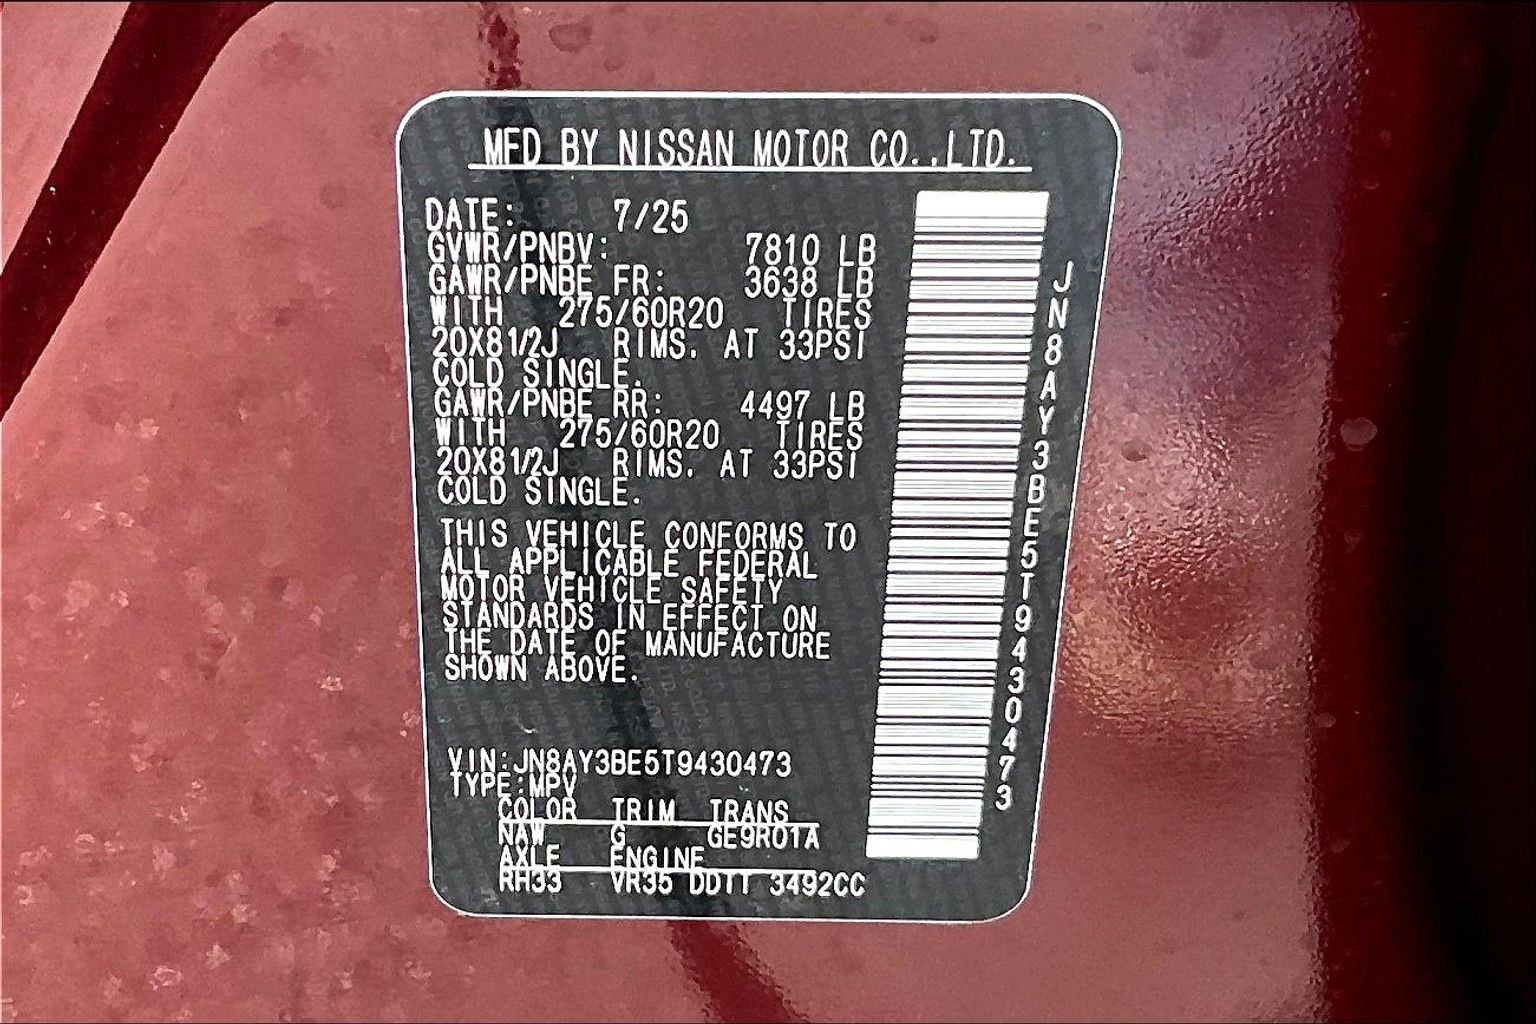 MFD BY NISSAN MOTOR CO.,LTD.
DATE: 7/25
GVWR/PNBV: 7810 LB
GAWR/PNBE FR: 3638 LB
WITH 275/60R20 TIRES
20X81/2J RIMS. AT 33PSI
COLD SINGLE.
GAWR/PNBE RR: 4497 LB
WITH 275/60R20 TIRES
20X81/2J RIMS. AT 33PSI
COLD SINGLE.
THIS VEHICLE CONFORMS TO
ALL APPLICABLE FEDERAL
MOTOR VEHICLE SAFETY
STANDARDS IN EFFECT ON
THE DATE OF MANUFACTURE
SHOWN ABOVE.
VIN:JN8AY3BE5T9430473
TYPE:MPV
COLOR TRIM TRANS
NAW G GE9R01A
AXLE ENGINE
RH33 VR35 DDTT 3492CC
JN8AY3BE5T9430473